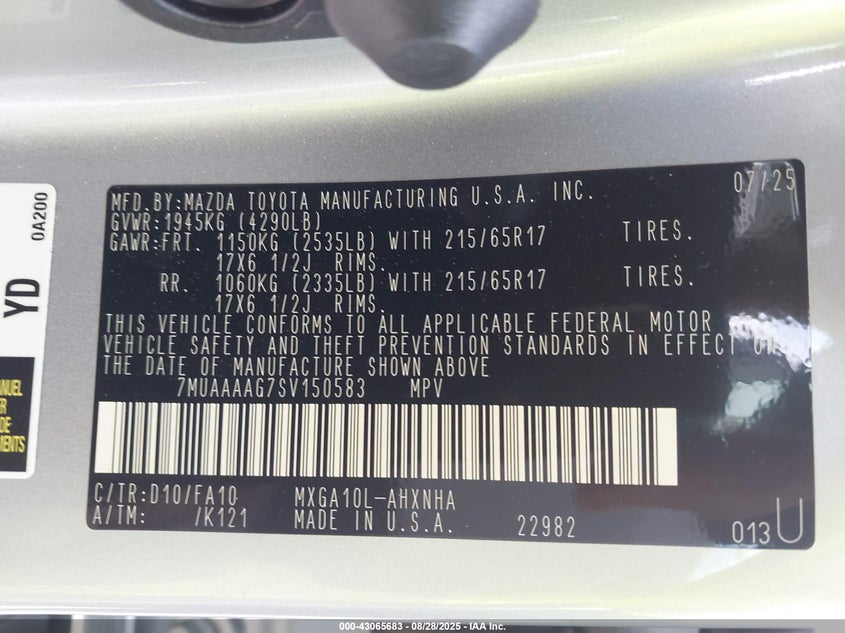 MFD.BY:MAZDA TOYOTA MANUFACTURING U.S.A. INC. 07/25
GVWR:1945KG (4290LB)
GAWR:FRT. 1150KG (2535LB) WITH 215/65R17 TIRES.
17X6 1/2J RIMS.
RR. 1060KG (2335LB) WITH 215/65R17 TIRES.
17X6 1/2J RIMS.
THIS VEHICLE CONFORMS TO ALL APPLICABLE FEDERAL MOTOR
VEHICLE SAFETY AND THEFT PREVENTION STANDARDS IN EFFECT ON
THE DATE OF MANUFACTURE SHOWN ABOVE
7MUAAAAG7SV150583 MPV
C/TR:D10/FA10 MXGA10L-AHXNHA
A/TM: /K121 MADE IN U.S.A. 22982 013U
YD 0A200
000-43065683 | 08/28/2025 - IAA Inc.